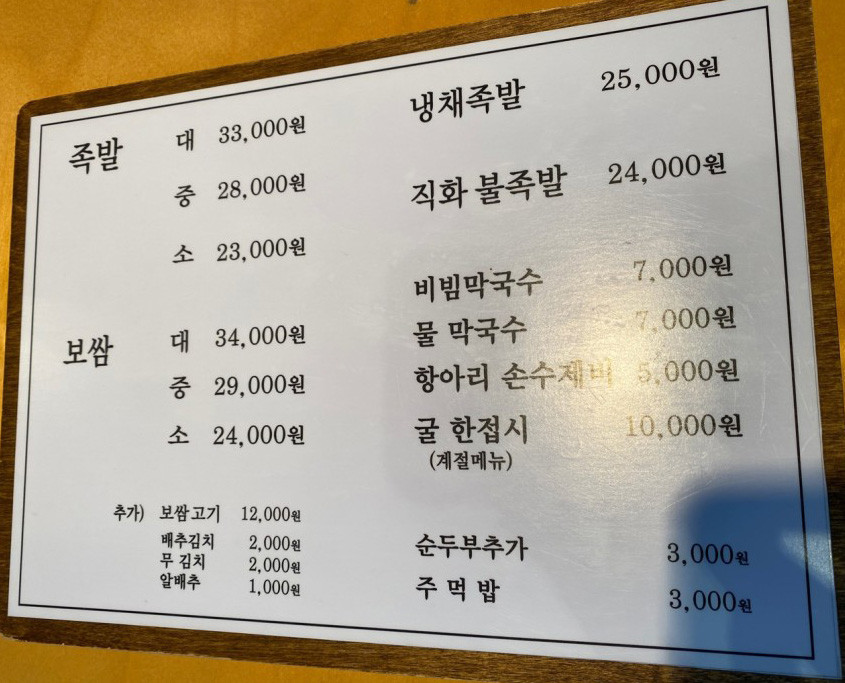 족발 대 33,000원
중 28,000원
소 23,000원
보쌈 대 34,000원
중 29,000원
소 24,000원
추가) 보쌈고기 12,000원
배추김치 2,000원
무 김치 2,000원
알배추 1,000원
냉채족발 25,000원
직화 불족발 24,000원
비빔막국수 7,000원
물 막국수 7,000원
항아리 손수제비 5,000원
굴 한접시 10,000원
(계절메뉴)
순두부추가 3,000원
주 먹 밥 3,000원